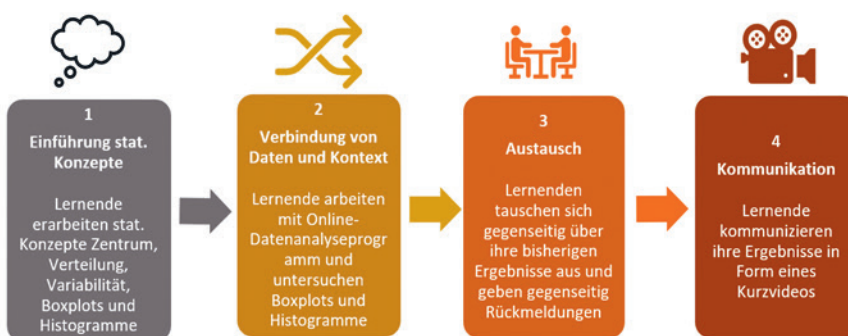 1
Einführung stat.
Konzepte
Lernende
erarbeiten stat.
Konzepte Zentrum,
Verteilung,
Variabilität,
Boxplots und
Histogramme
2
Verbindung von
Daten und Kontext
Lernende arbeiten
mit Online-
Datenanalyseprogr
amm und
untersuchen
Boxplots und
Histogramme
3
Austausch
Lernenden
tauschen sich
gegenseitig über
ihre bisherigen
Ergebnisse aus und
geben gegenseitig
Rückmeldungen
4
Kommunikation
Lernende
kommunizieren
ihre Ergebnisse in
Form eines
Kurzvideos